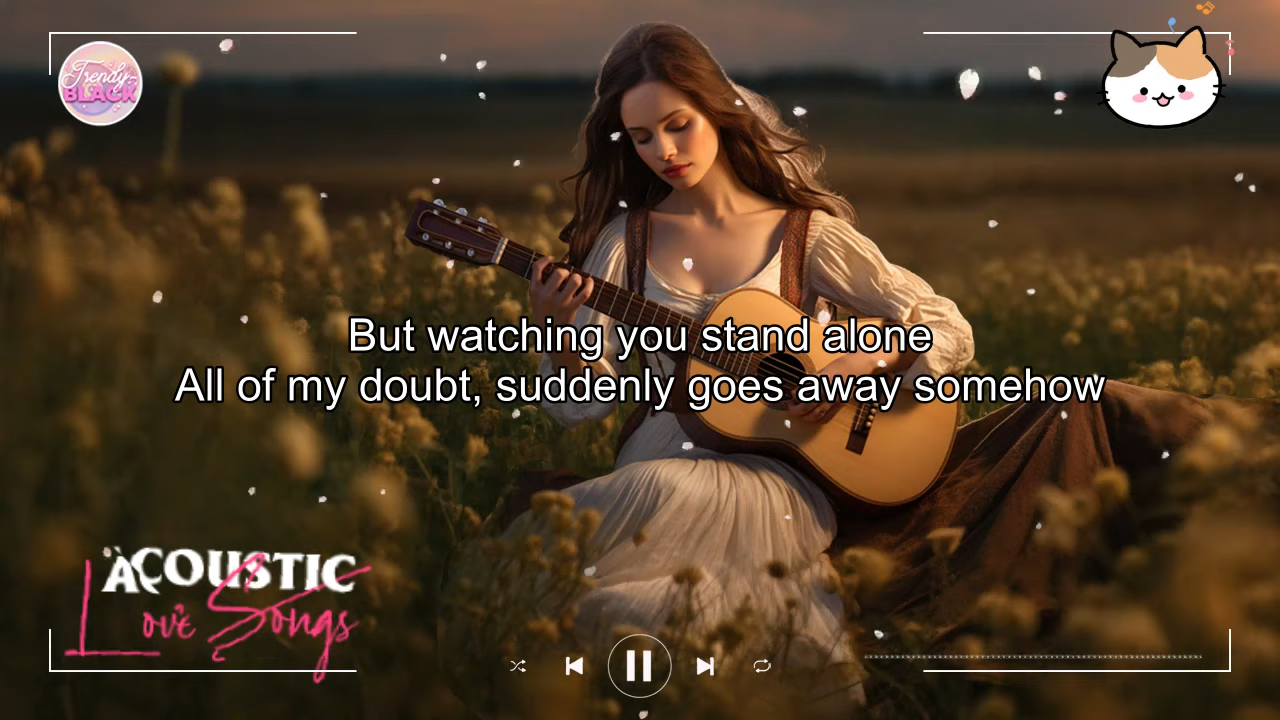 Trendy
BLACK
But watching you stand alone
All of my doubt, suddenly goes away somehow
ACOUSTIC
Love Songs